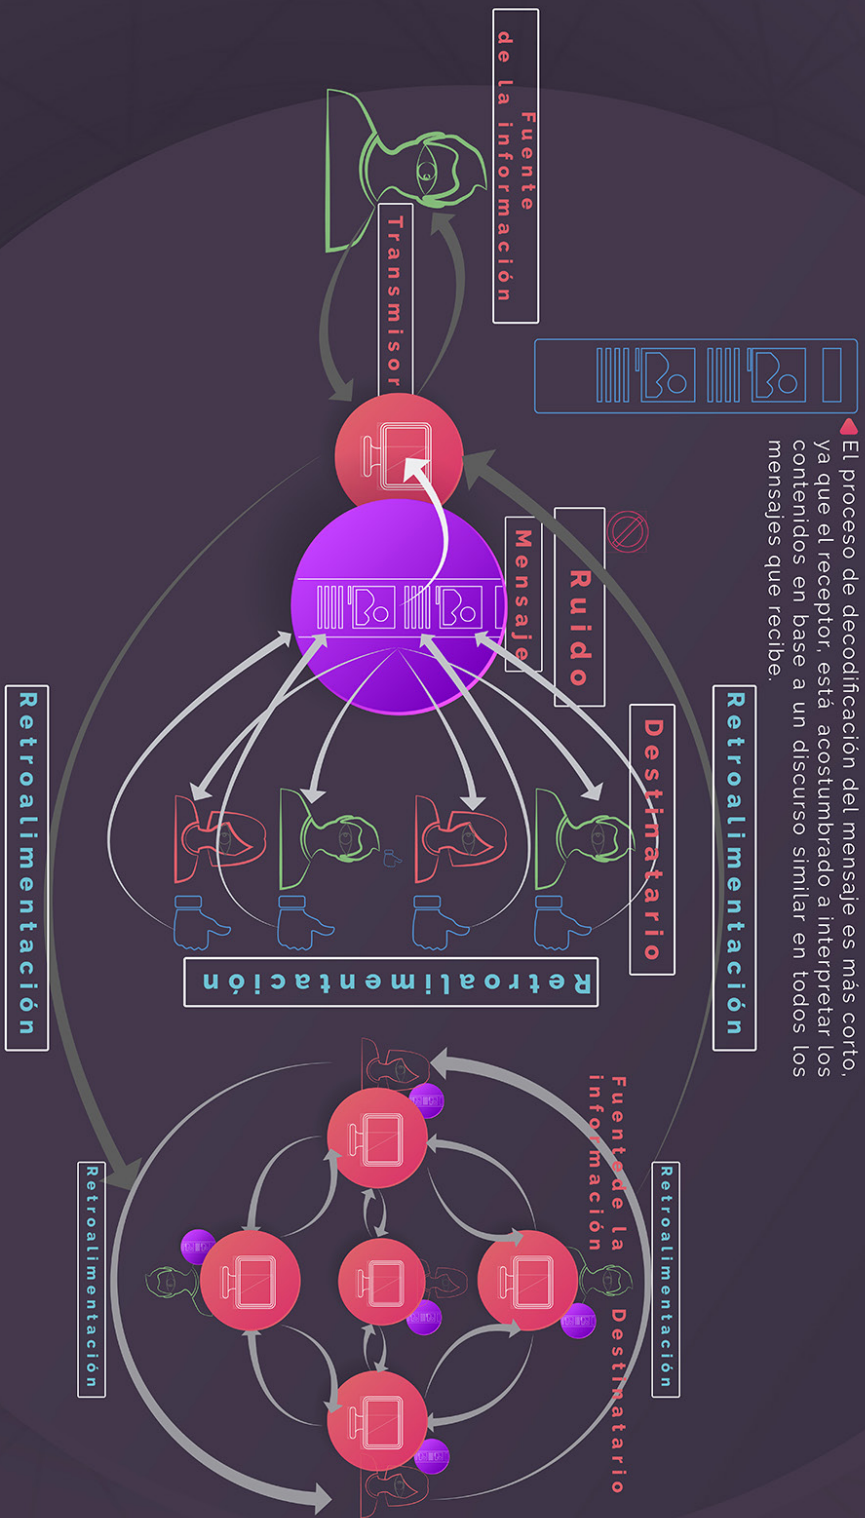 El proceso de decodificación del mensaje es más corto,
ya que el receptor, está acostumbrado a interpretar los
contenidos en base a un discurso similar en todos los
mensajes que recibe.
Fuente
de la información
Transmisor
Mensaje
Ruido
Destinatario
Retroalimentación
Retroalimentación
Retroalimentación
Fuentede la
información
Destinatario
Retroalimentación
Retroalimentación